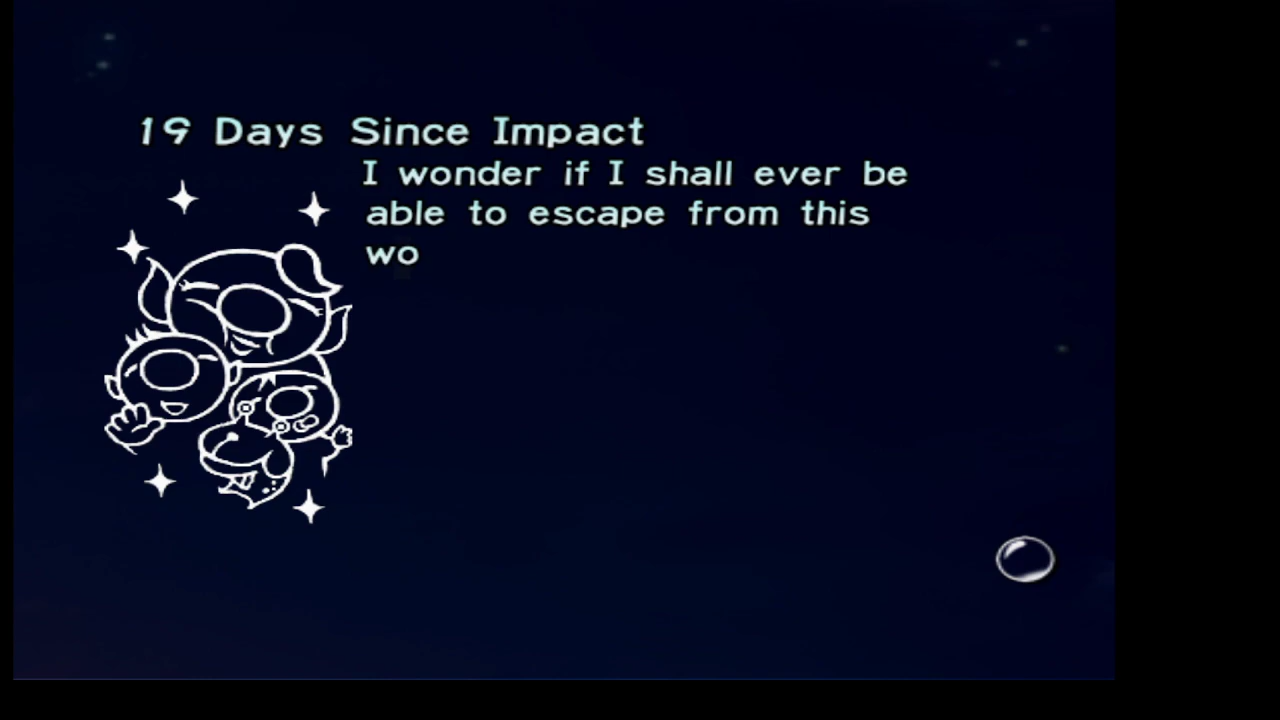 19 Days Since Impact
I wonder if I shall ever be
able to escape from this
wo